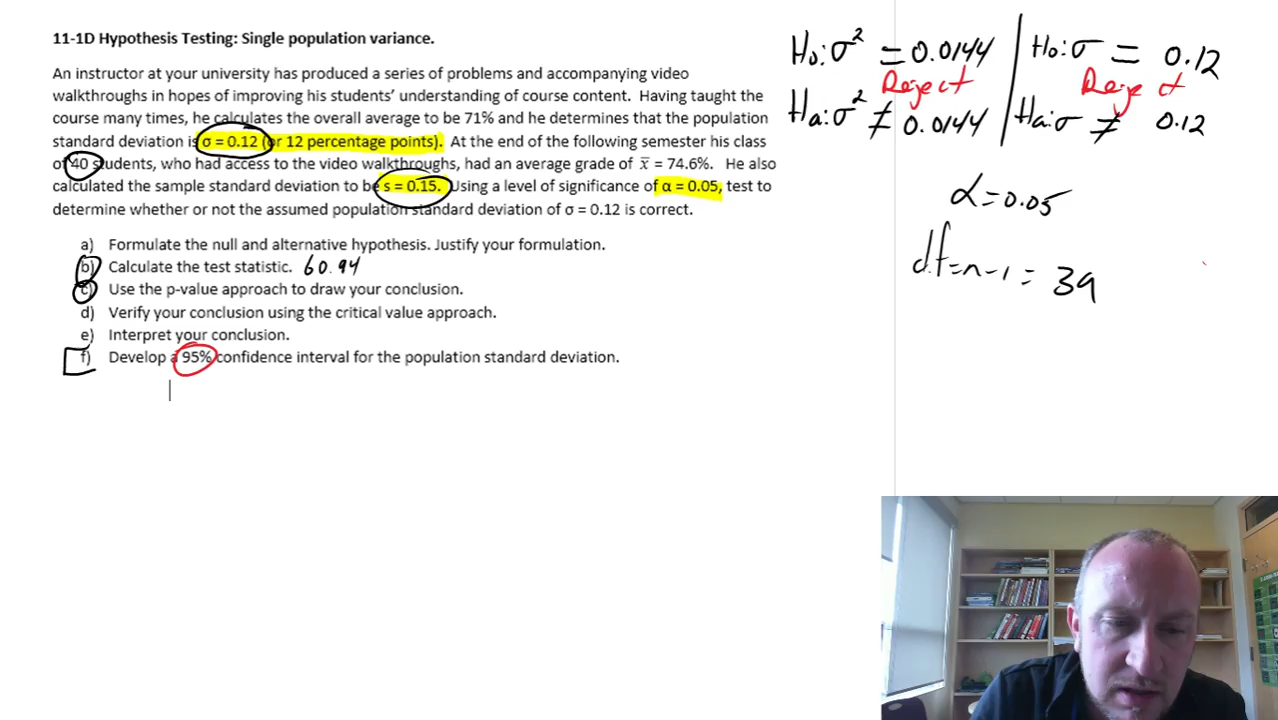 11-1D Hypothesis Testing: Single population variance.
An instructor at your university has produced a series of problems and accompanying video
walkthroughs in hopes of improving his students' understanding of course content. Having taught the
course many times, he calculates the overall average to be 71% and he determines that the population
standard deviation is σ = 0.12 (or 12 percentage points). At the end of the following semester his class
of 40 students, who had access to the video walkthroughs, had an average grade of x̄ = 74.6%. He also
calculated the sample standard deviation to be s = 0.15. Using a level of significance of α = 0.05, test to
determine whether or not the assumed population standard deviation of σ = 0.12 is correct.
a) Formulate the null and alternative hypothesis. Justify your formulation.
b) Calculate the test statistic. 60.94
c) Use the p-value approach to draw your conclusion.
d) Verify your conclusion using the critical value approach.
e) Interpret your conclusion.
f) Develop a 95% confidence interval for the population standard deviation.
Ho: σ² = 0.0144
Reject
Ha: σ² ≠ 0.0144
Ho: σ = 0.12
Reject
Ha: σ ≠ 0.12
α = 0.05
df = n-1 = 39